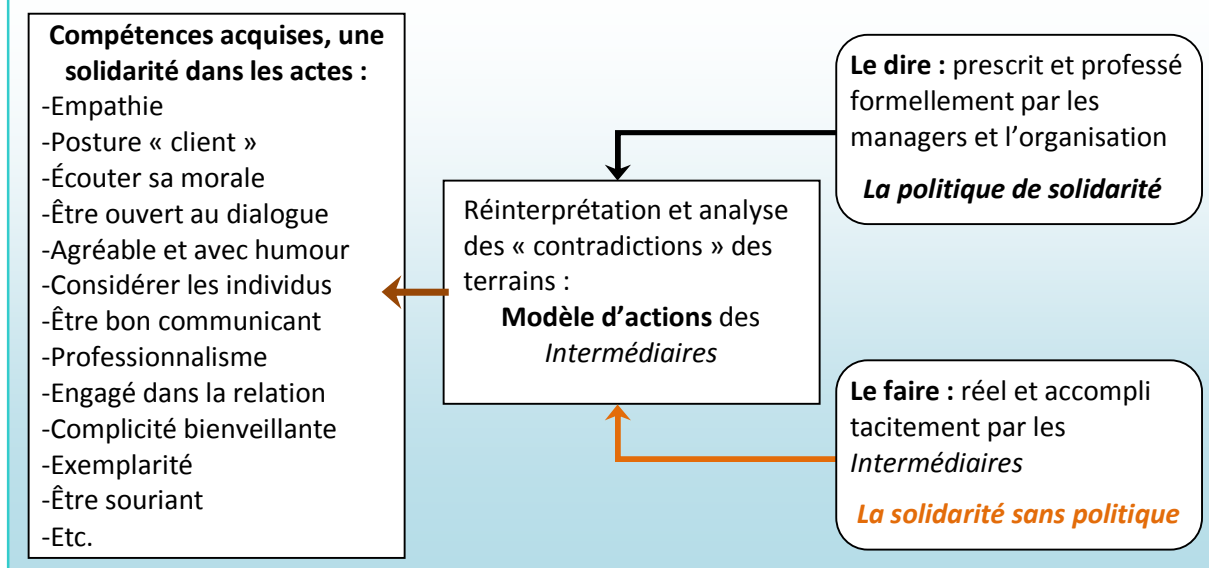 Compétences acquises, une
solidarité dans les actes :
-Empathie
-Posture « client »
-Écouter sa morale
-Être ouvert au dialogue
-Agréable et avec humour
-Considérer les individus
-Être bon communicant
-Professionnalisme
-Engagé dans la relation
-Complicité bienveillante
-Exemplarité
-Être souriant
-Etc.
Réinterprétation et analyse
des « contradictions » des
terrains :
Modèle d’actions des
Intermédiaires
Le dire : prescrit et professé
formellement par les
managers et l’organisation
La politique de solidarité
Le faire : réel et accompli
tacitement par les
Intermédiaires
La solidarité sans politique